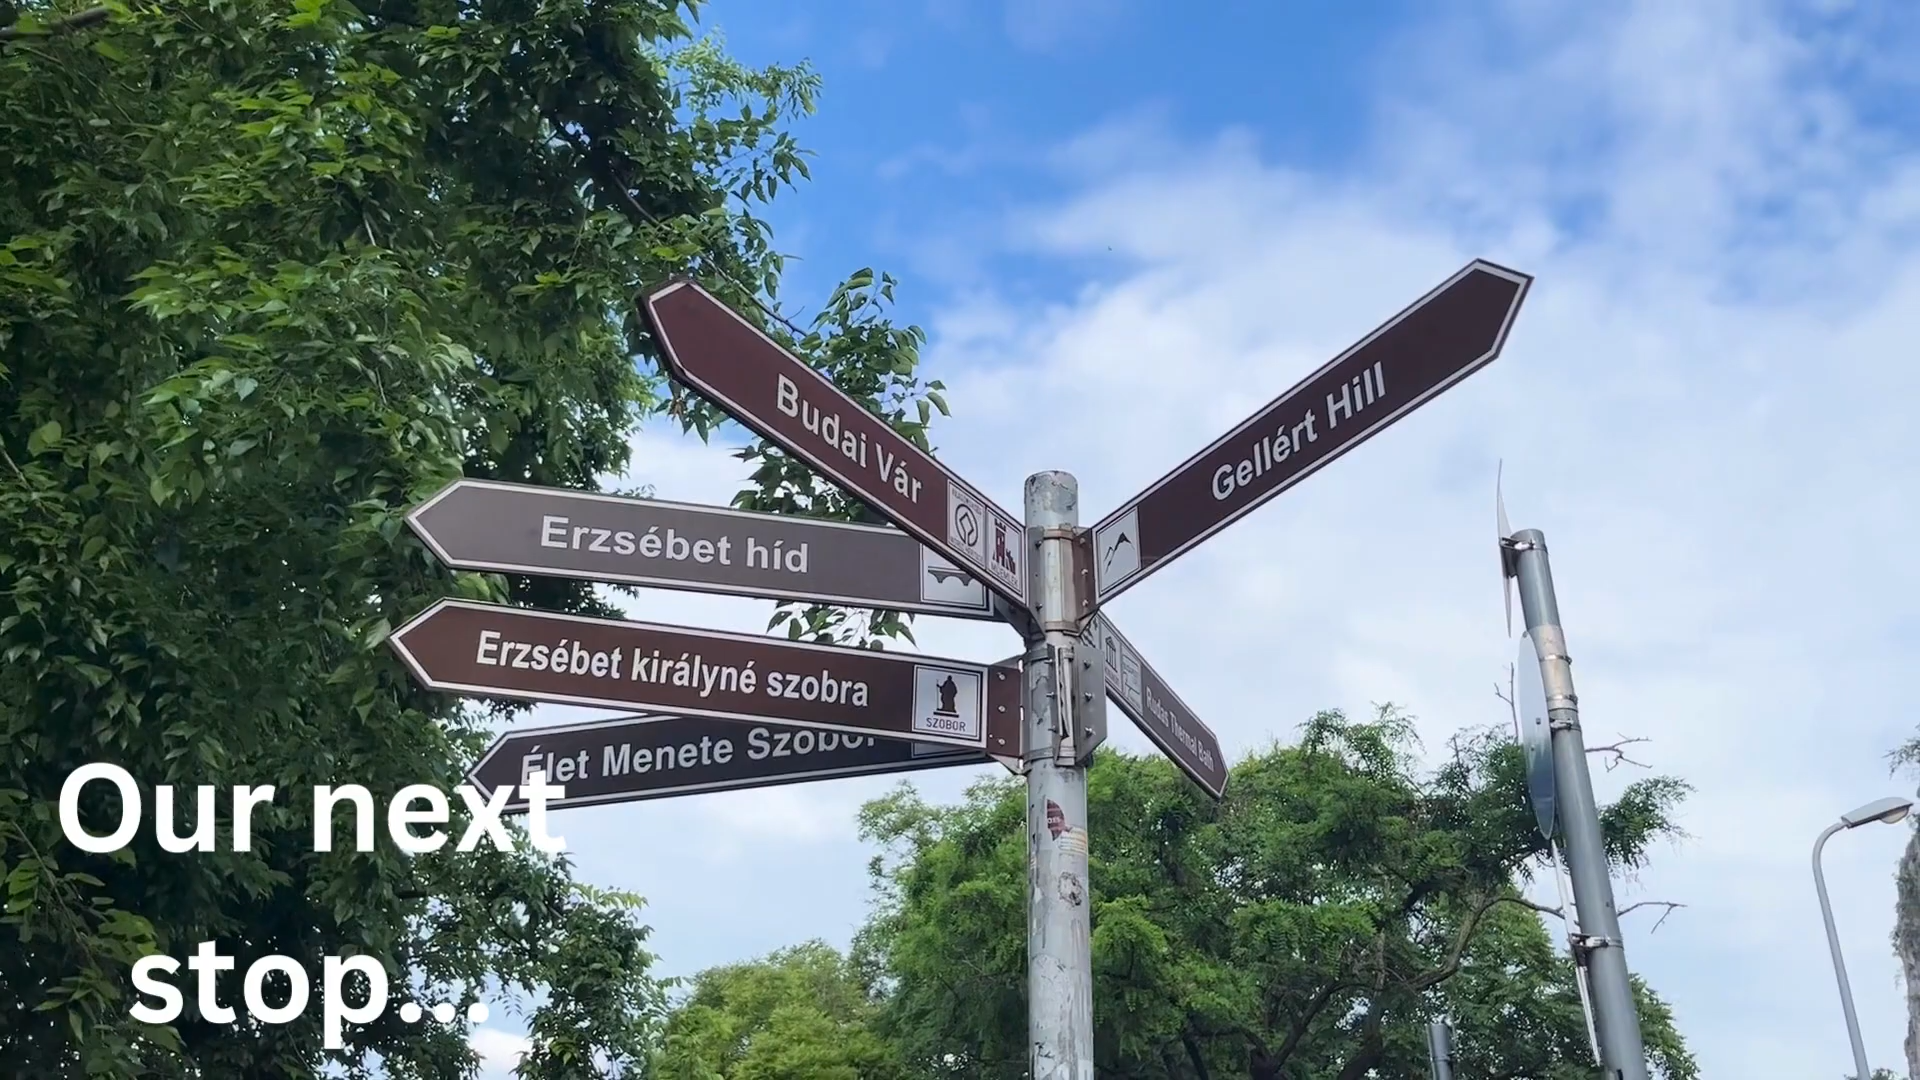 Budai Vár
MŰEMLÉK
Gellért Hill
Erzsébet híd
Erzsébet királyné szobra
SZOBOR
Rudas Thermal Bath
Élet Menete Szobor
Our next
stop...